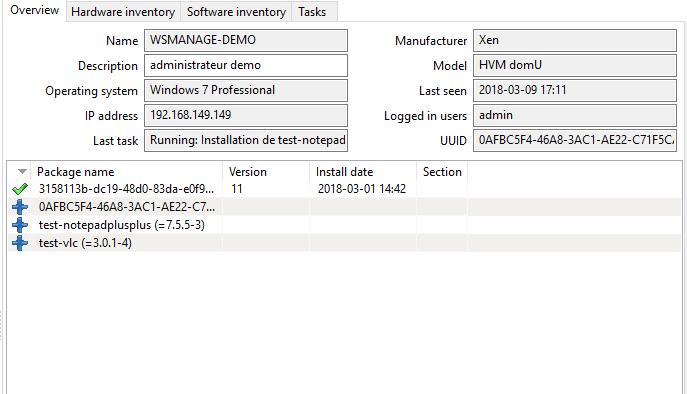 Overview Hardware inventory Software inventory Tasks
Name WSMANAGE-DEMO Manufacturer Xen
Description administrateur demo Model HVM domU
Operating system Windows 7 Professional Last seen 2018-03-09 17:11
IP address 192.168.149.149 Logged in users admin
Last task Running: Installation de test-notepad UUID 0AFBC5F4-46A8-3AC1-AE22-C71F5CA
Package name Version Install date Section
3158113b-dc19-48d0-83da-e0f9... 11 2018-03-01 14:42
0AFBC5F4-46A8-3AC1-AE22-C7...
test-notepadplusplus (=7.5.5-3)
test-vlc (=3.0.1-4)